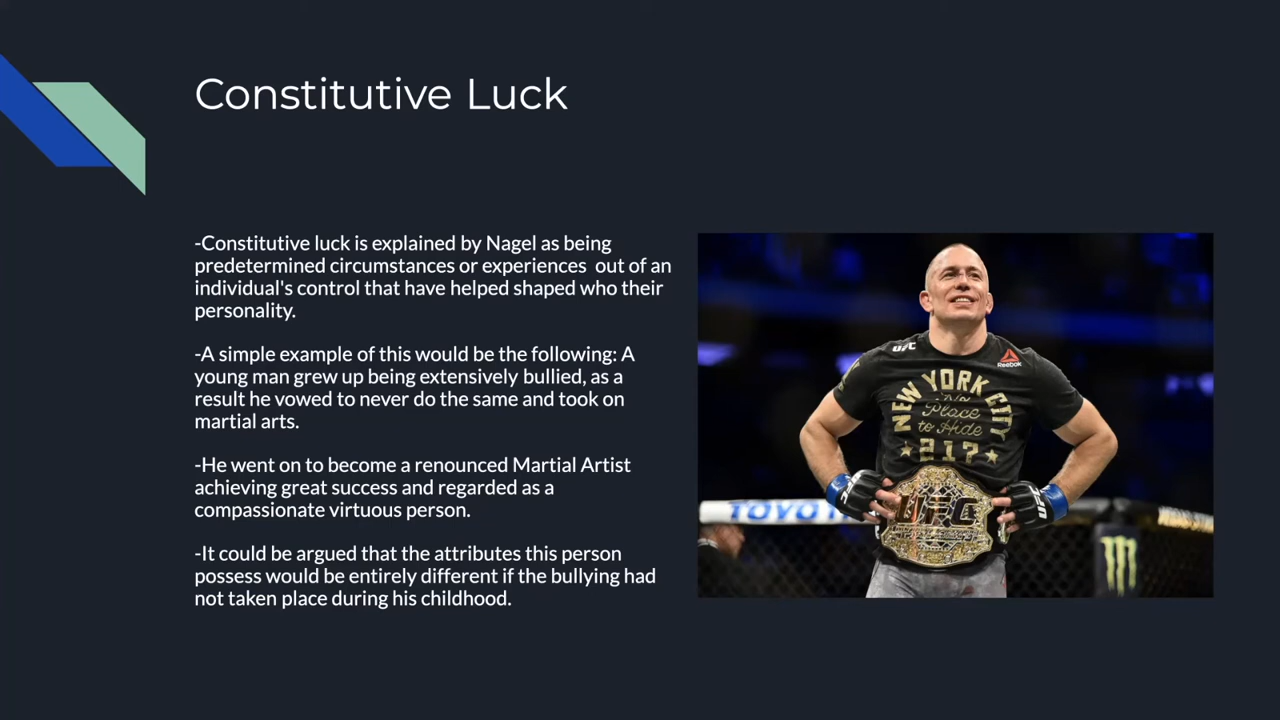 Constitutive Luck
-Constitutive luck is explained by Nagel as being
predetermined circumstances or experiences  out of an
individual's control that have helped shaped who their
personality.
-A simple example of this would be the following: A
young man grew up being extensively bullied, as a
result he vowed to never do the same and took on
martial arts.
-He went on to become a renounced Martial Artist
achieving great success and regarded as a
compassionate virtuous person.
-It could be argued that the attributes this person
possess would be entirely different if the bullying had
not taken place during his childhood.
UFC
Reebok
NEW YORK CITY
No
Place
to Hide
217
UFC
UFC
TOYO